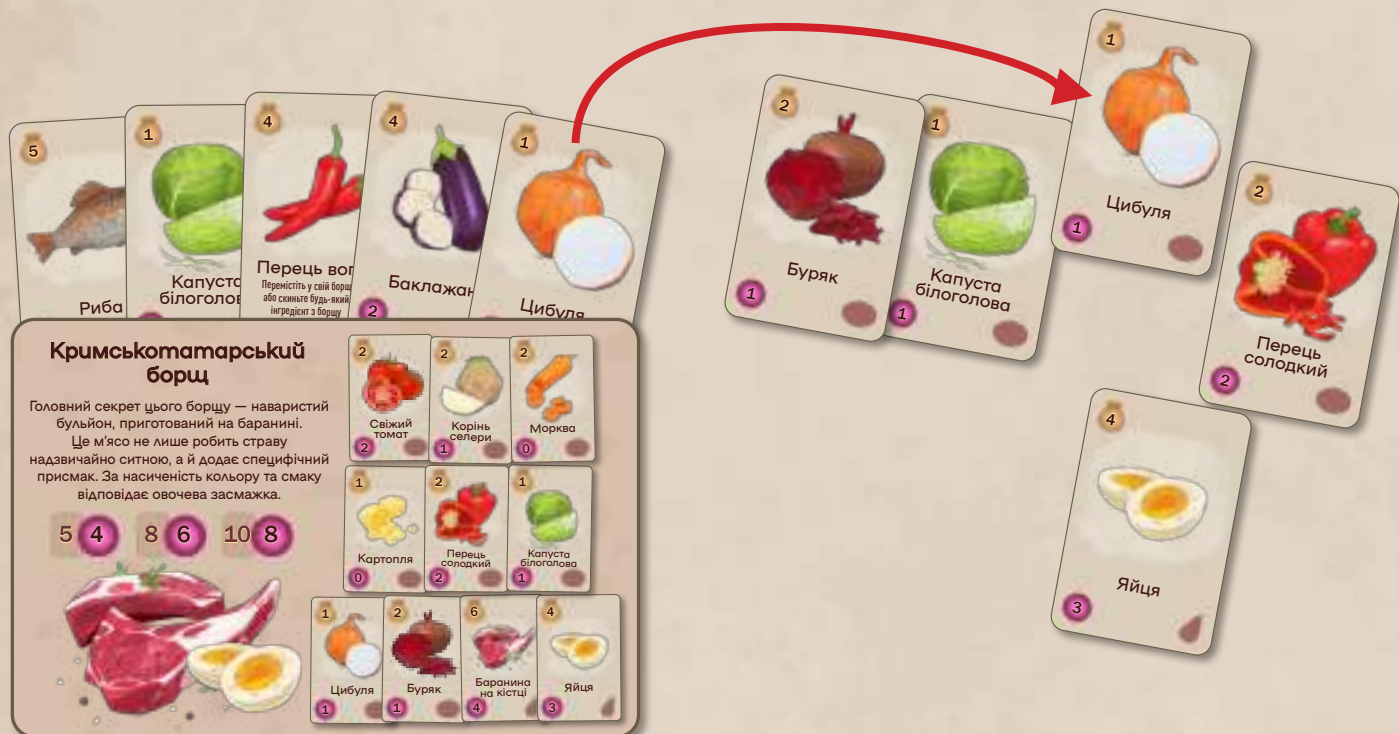 5
Риба
1
Капуста
білоголов
4
Перець вог
Перемістіть у свій борщ
або скиньте будь-який
інгредієнт з борщу
4
Баклажан
2
1
Цибуля
2
Буряк
1
1
Капуста
білоголова
1
1
Цибуля
1
2
Перець
солодкий
2
4
Яйця
3
Кримськотатарський
борщ
Головний секрет цього борщу — наваристий
бульйон, приготований на баранині.
Це м'ясо не лише робить страву
надзвичайно ситною, а й додає специфічний
присмак. За насиченість кольору та смаку
відповідає овочева засмажка.
5 4 8 6 10 8
2
Свіжий
томат
2
2
Корінь
селери
1
2
Морква
0
1
Картопля
0
2
Перець
солодкий
2
1
Капуста
білоголова
1
1
Цибуля
1
2
Буряк
1
6
Баранина
на кістці
4
4
Яйця
3